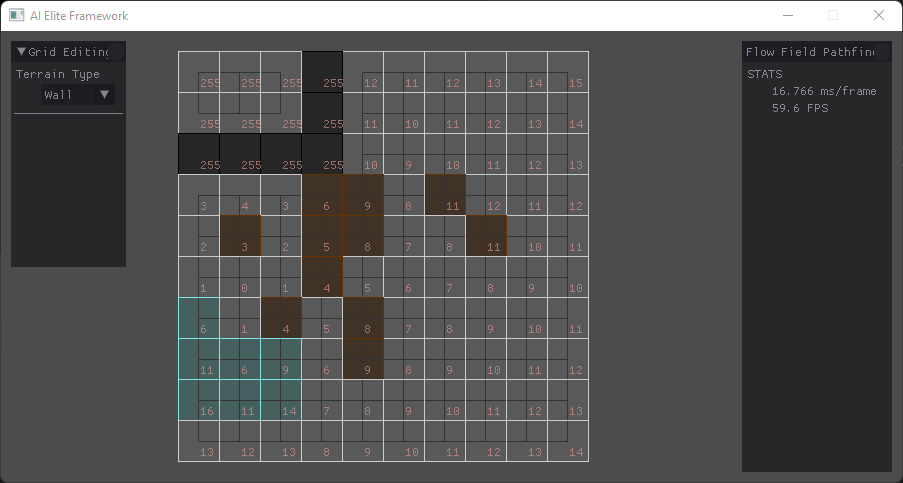 AI Elite Framework
Grid Editing
Terrain Type
Wall
Flow Field Pathfin
STATS
16.766 ms/frame
59.6 FPS
255 255 255 255 12 11 12 13 14 15
255 255 255 255 11 10 11 12 13 14
255 255 255 255 10 9 10 11 12 13
3 4 3 6 9 8 11 12 11 12
2 3 2 5 8 7 8 11 10 11
1 0 1 4 5 6 7 8 9 10
6 1 4 5 8 7 8 9 10 11
11 6 9 6 9 8 9 10 11 12
16 11 14 7 8 9 10 11 12 13
13 12 13 8 9 10 11 12 13 14